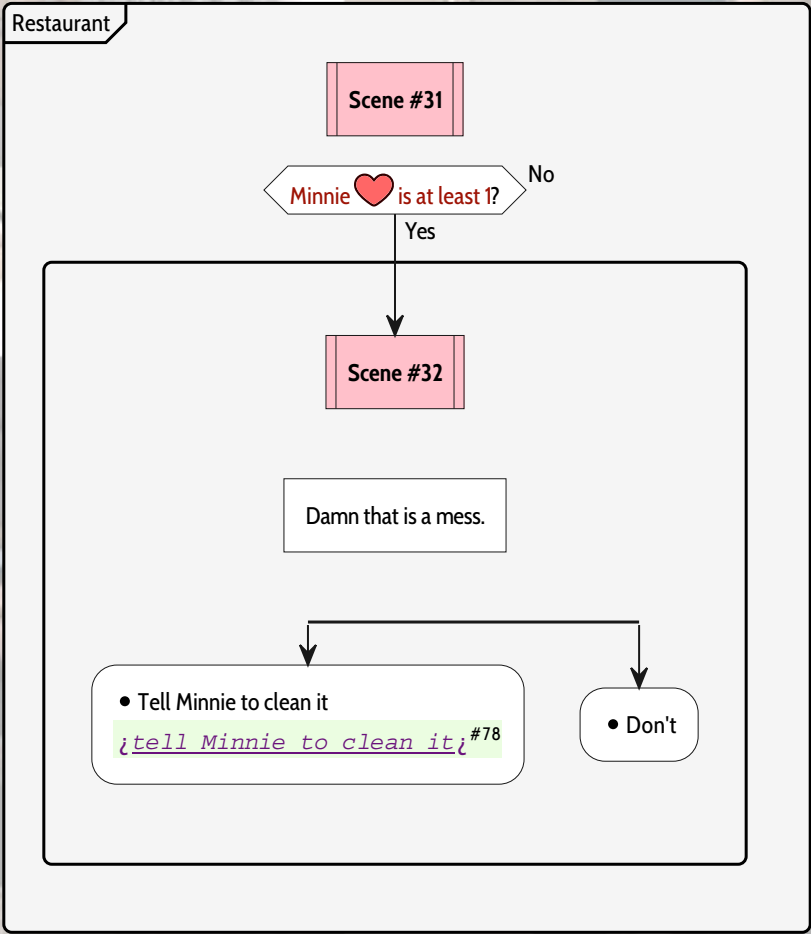 Restaurant
Scene #31
Minnie ❤ is at least 1?
No
Yes
Scene #32
Damn that is a mess.
• Tell Minnie to clean it
¿tell Minnie to clean it¿#78
• Don't